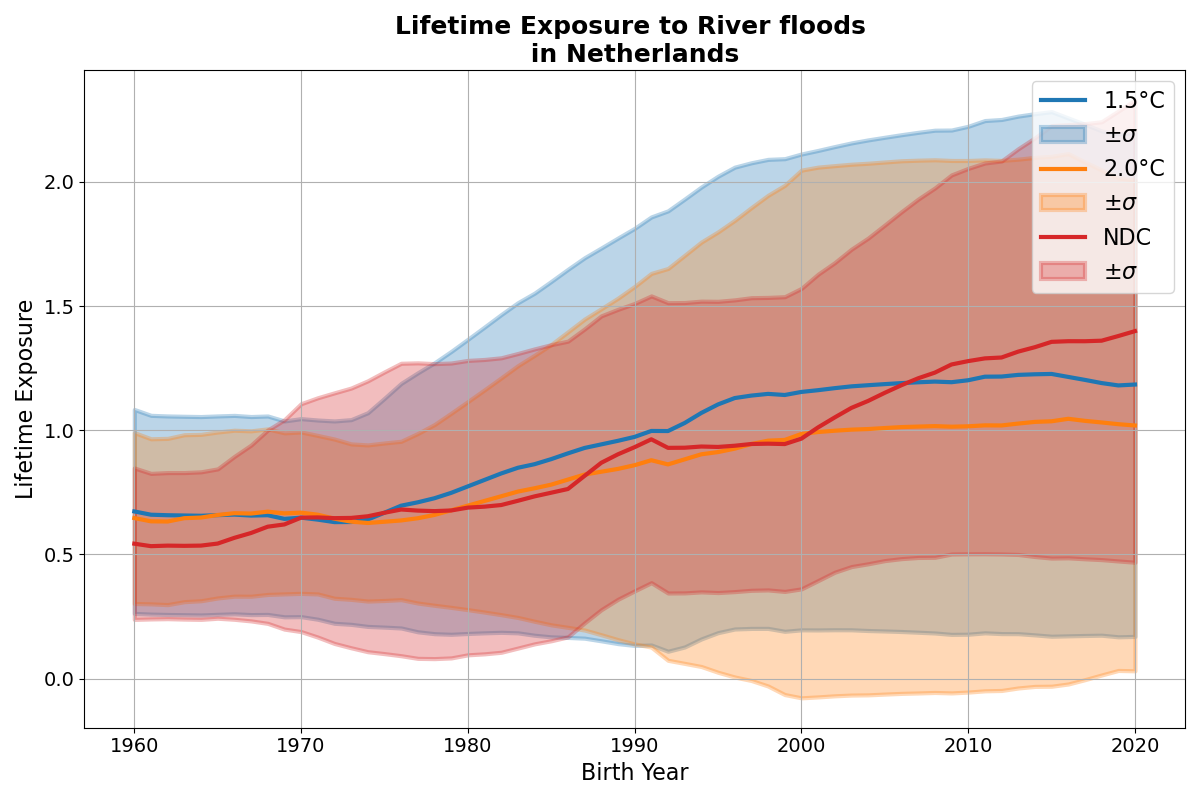 Lifetime Exposure to River floods
in Netherlands
1.5°C
±σ
2.0°C
±σ
NDC
±σ
Lifetime Exposure
2.0
1.5
1.0
0.5
0.0
1960 1970 1980 1990 2000 2010 2020
Birth Year